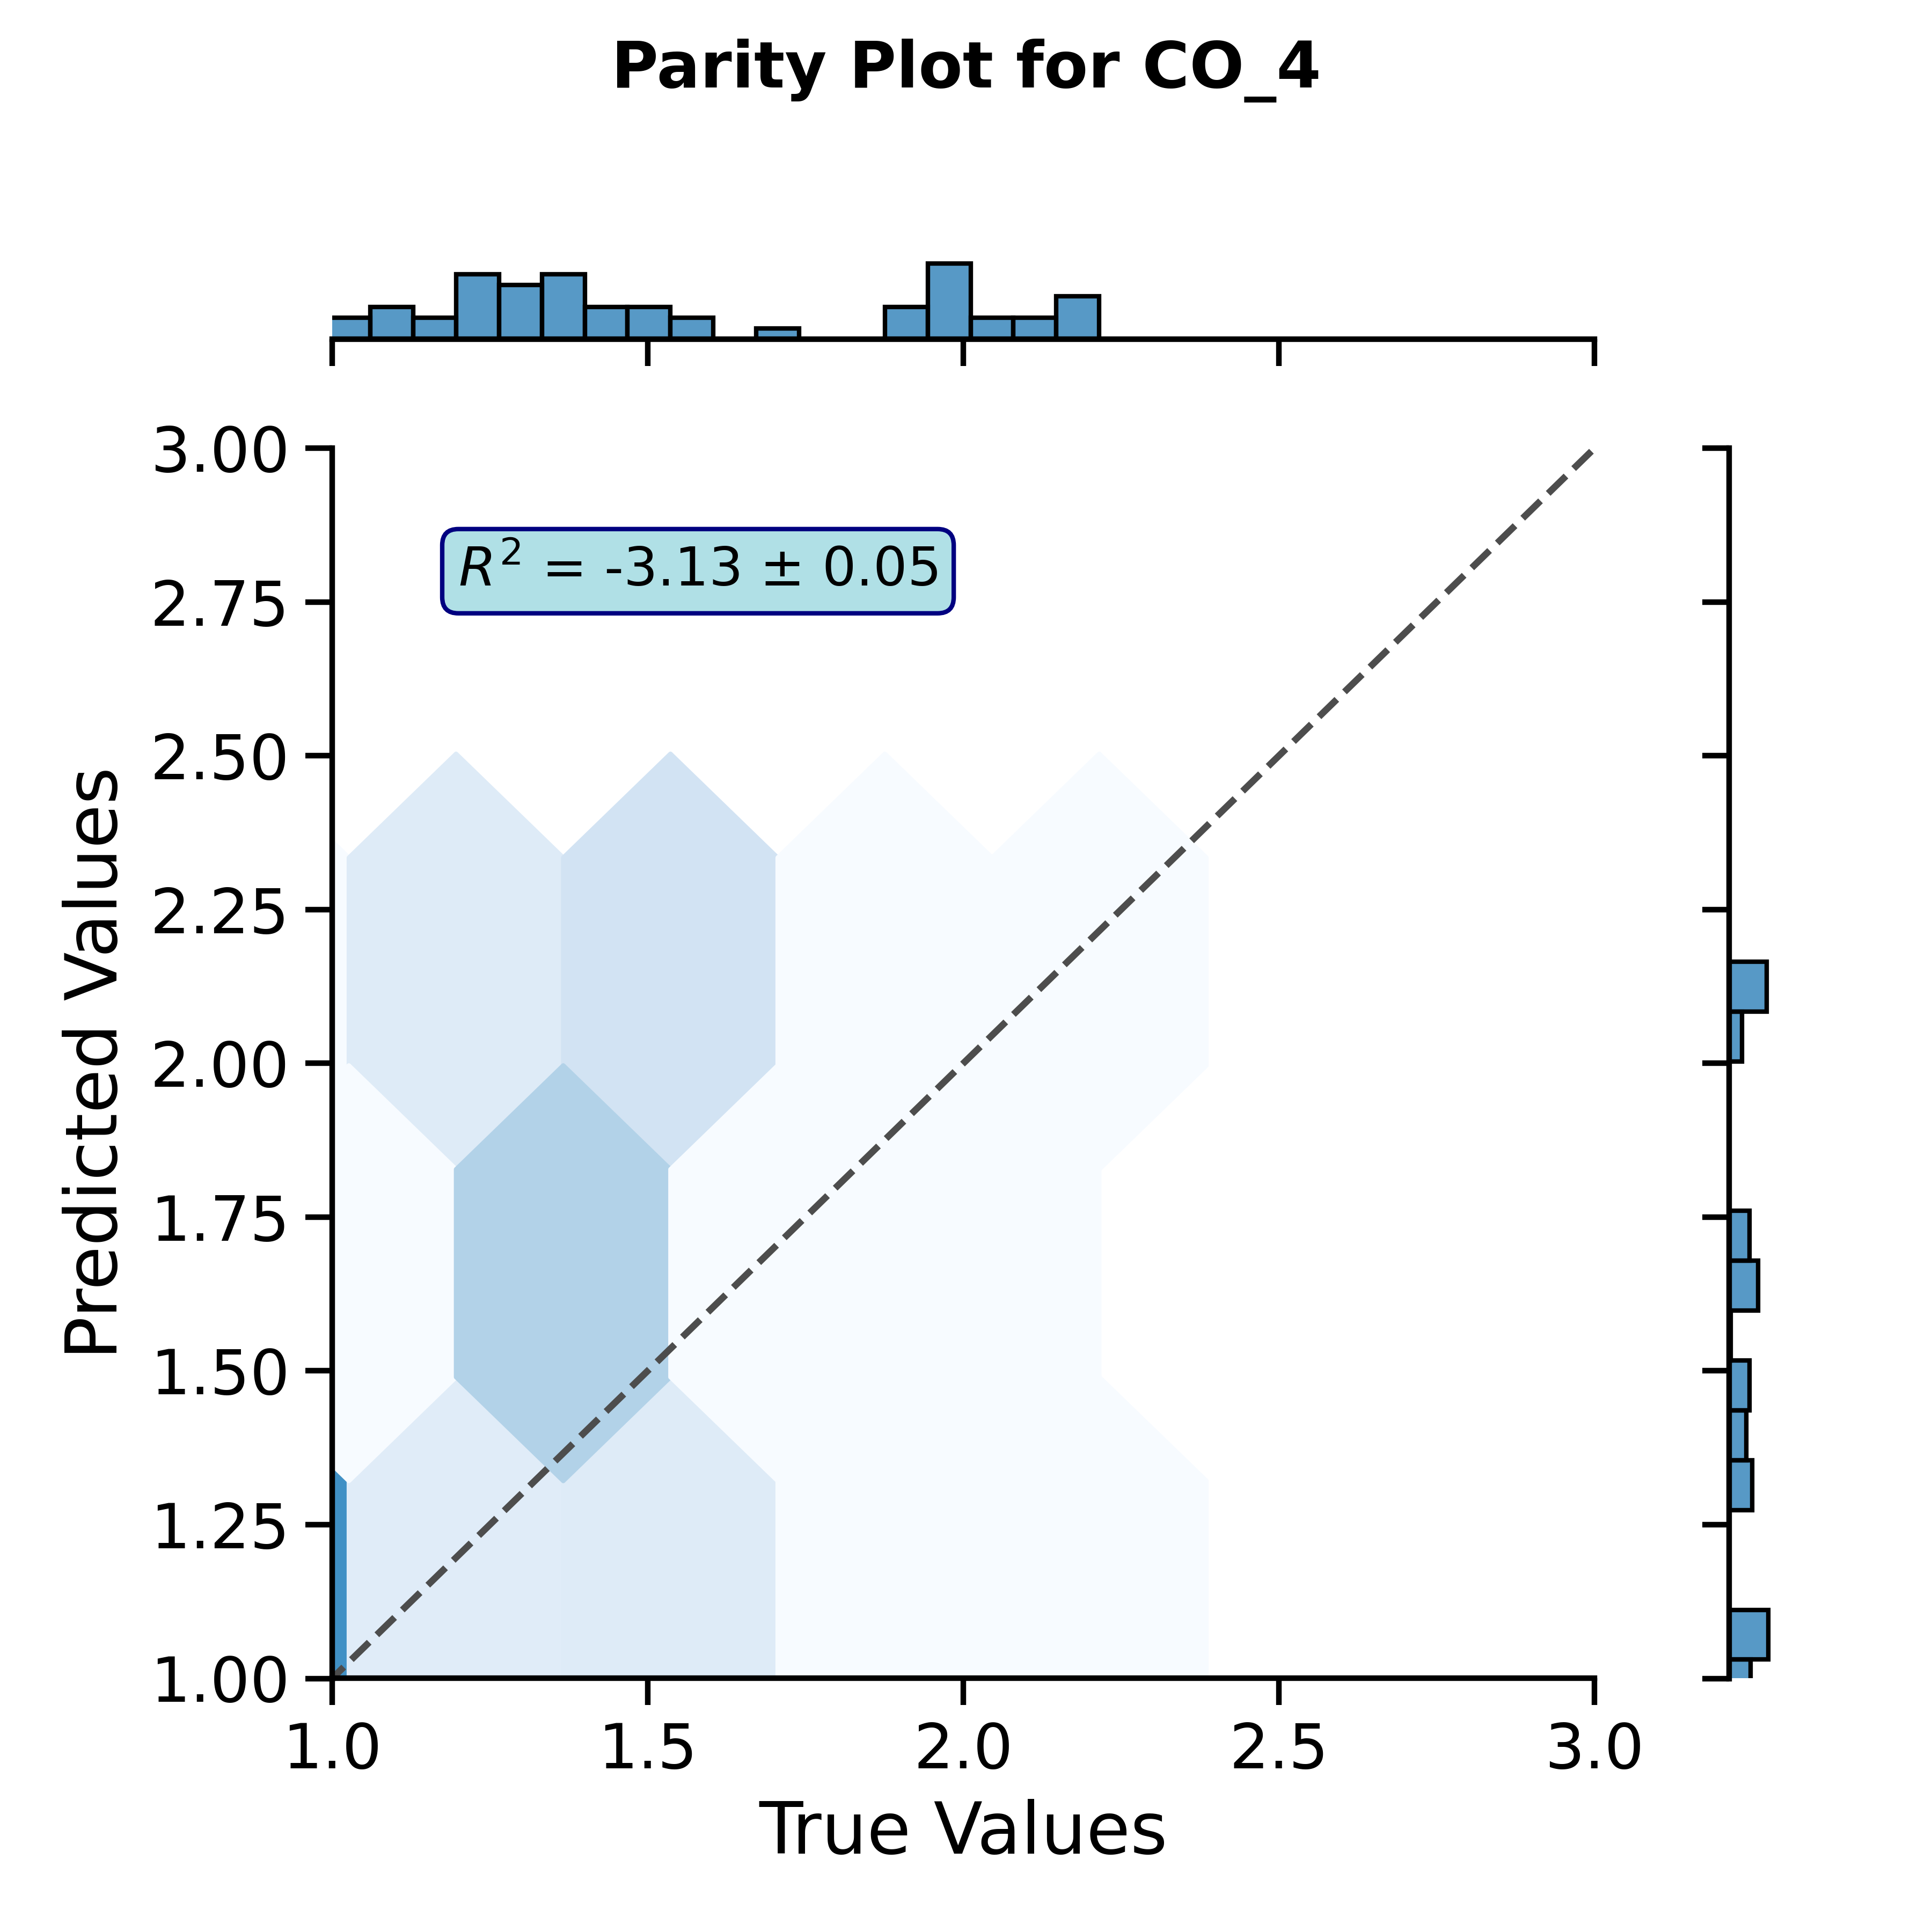 Parity Plot for CO_4
3.00
R² = -3.13 ± 0.05
2.75
2.50
2.25
2.00
1.75
1.50
1.25
1.00
Predicted Values
1.0 1.5 2.0 2.5 3.0
True Values